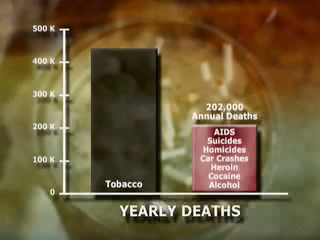 500 K
400 K
300 K
200 K
100 K
0
202,000
Annual Deaths
Tobacco
AIDS
Suicides
Homicides
Car Crashes
Heroin
Cocaine
Alcohol
YEARLY DEATHS